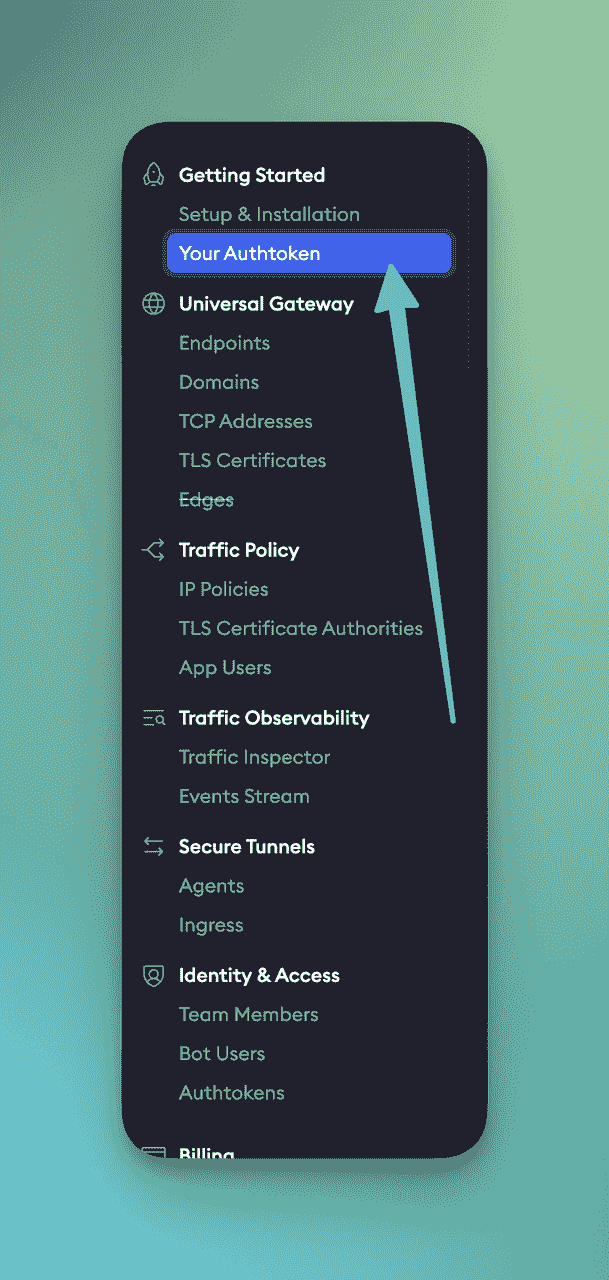 Getting Started
Setup & Installation
Your Authtoken
Universal Gateway
Endpoints
Domains
TCP Addresses
TLS Certificates
Edges
Traffic Policy
IP Policies
TLS Certificate Authorities
App Users
Traffic Observability
Traffic Inspector
Events Stream
Secure Tunnels
Agents
Ingress
Identity & Access
Team Members
Bot Users
Authtokens
Billing